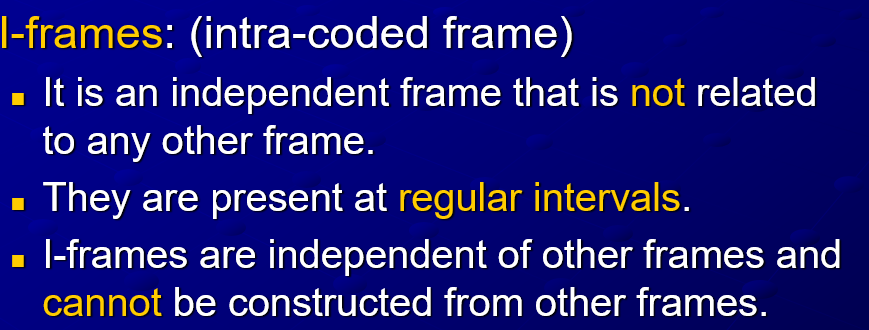 I-frames: (intra-coded frame)
▪ It is an independent frame that is not related
to any other frame.
▪ They are present at regular intervals.
▪ I-frames are independent of other frames and
cannot be constructed from other frames.